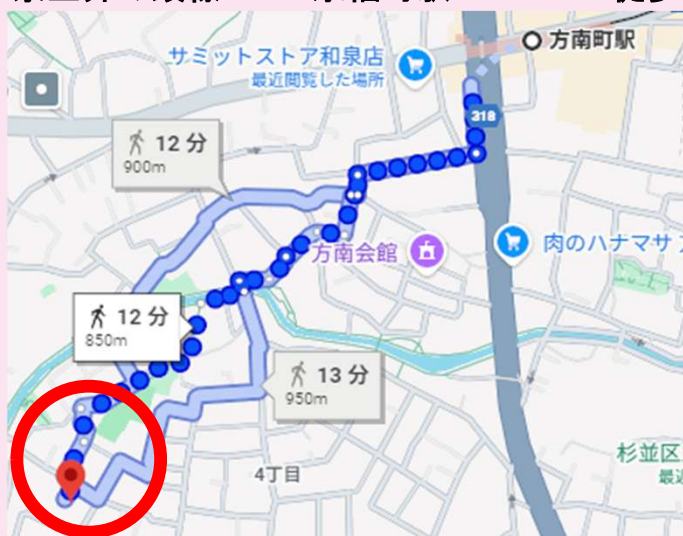 方南町駅
サミットストア和泉店
最近閲覧した場所
318
12 分
900m
方南会館
肉のハナマサ
12 分
850m
13 分
950m
杉並区
4丁目